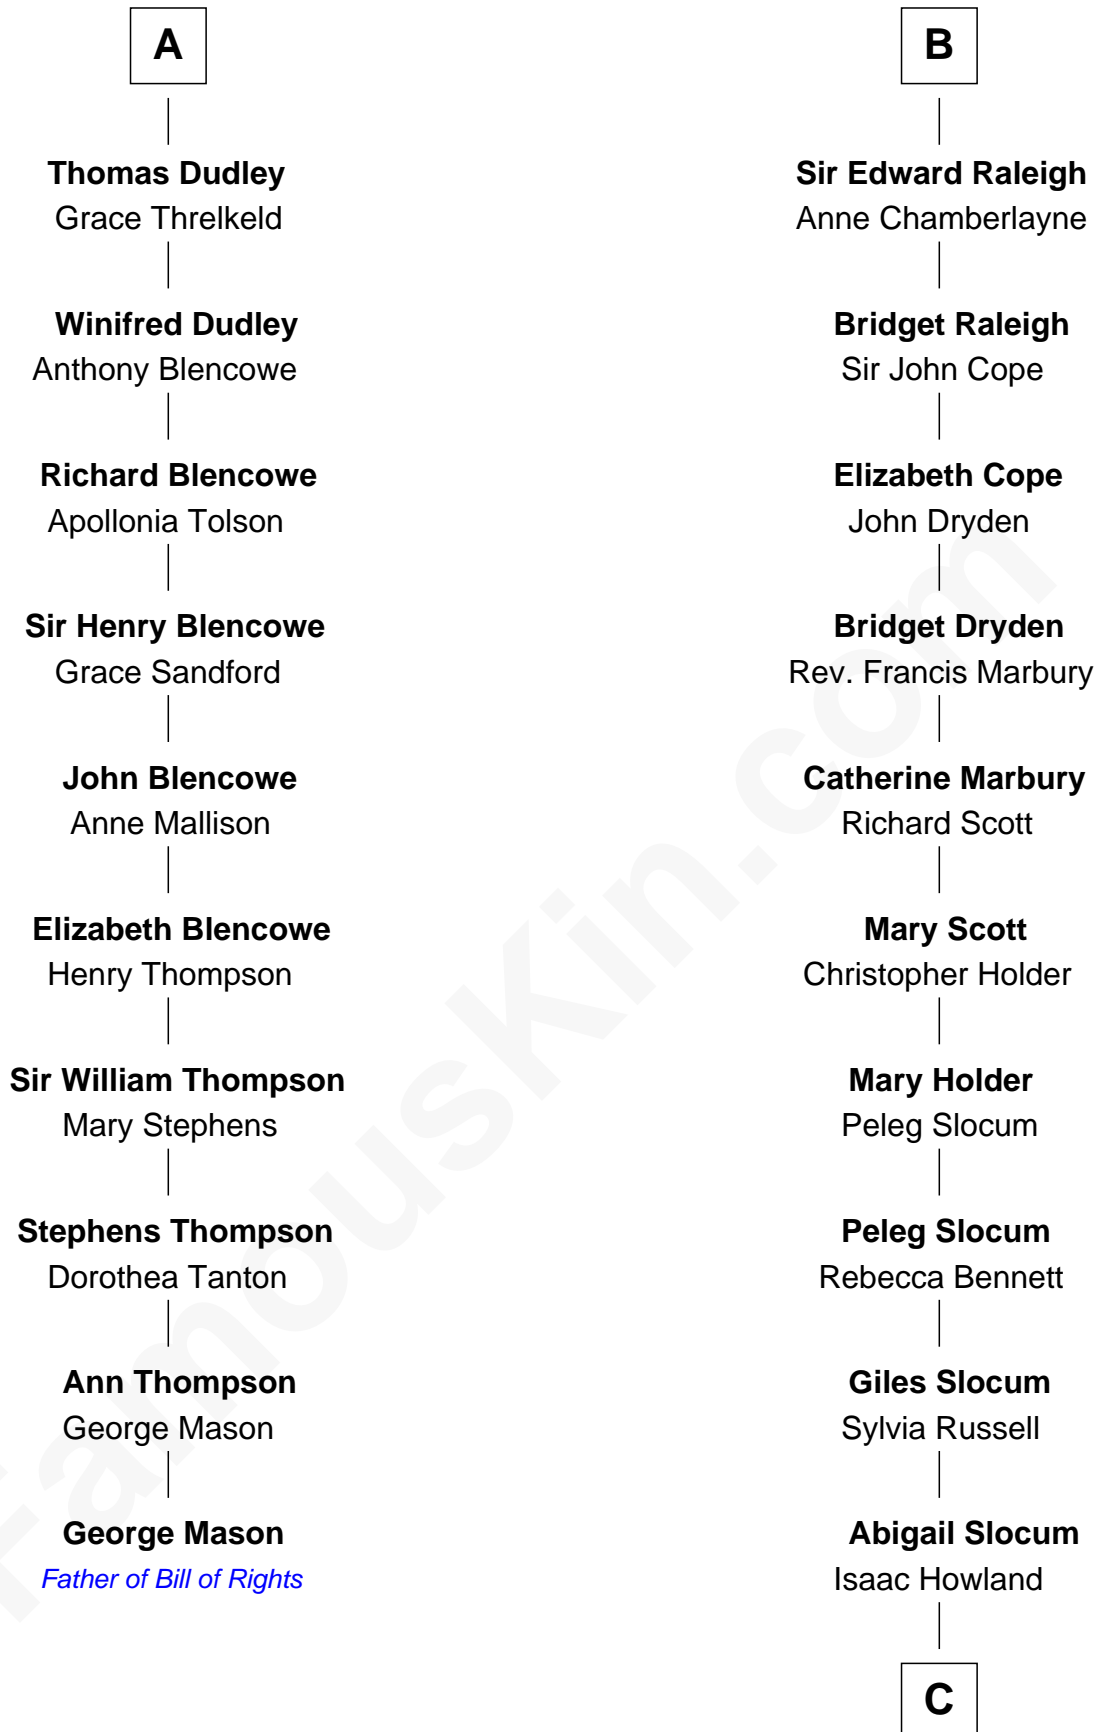 A
Thomas Dudley
Grace Threlkeld
Winifred Dudley
Anthony Blencowe
Richard Blencowe
Apollonia Tolson
Sir Henry Blencowe
Grace Sandford
John Blencowe
Anne Mallison
Elizabeth Blencowe
Henry Thompson
Sir William Thompson
Mary Stephens
Stephens Thompson
Dorothea Tanton
Ann Thompson
George Mason
George Mason
Father of Bill of Rights
B
Sir Edward Raleigh
Anne Chamberlayne
Bridget Raleigh
Sir John Cope
Elizabeth Cope
John Dryden
Bridget Dryden
Rev. Francis Marbury
Catherine Marbury
Richard Scott
Mary Scott
Christopher Holder
Mary Holder
Peleg Slocum
Peleg Slocum
Rebecca Bennett
Giles Slocum
Sylvia Russell
Abigail Slocum
Isaac Howland
C
FamousKin.com